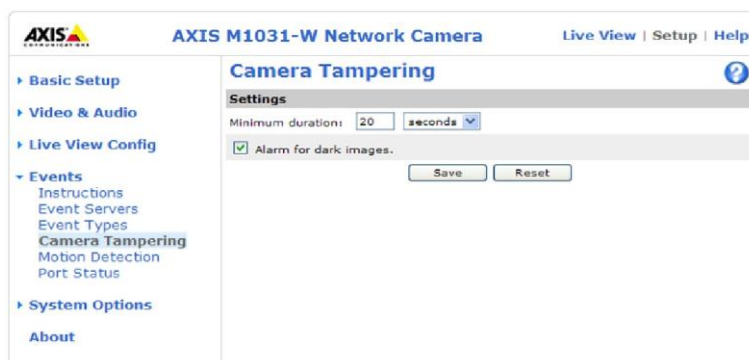 AXIS
COMMUNICATIONS
AXIS M1031-W Network Camera
Live View | Setup | Help
Basic Setup
Video & Audio
Live View Config
Events
Instructions
Event Servers
Event Types
Camera Tampering
Motion Detection
Port Status
System Options
About
Camera Tampering
?
Settings
Minimum duration: 20 seconds
Alarm for dark images.
Save Reset